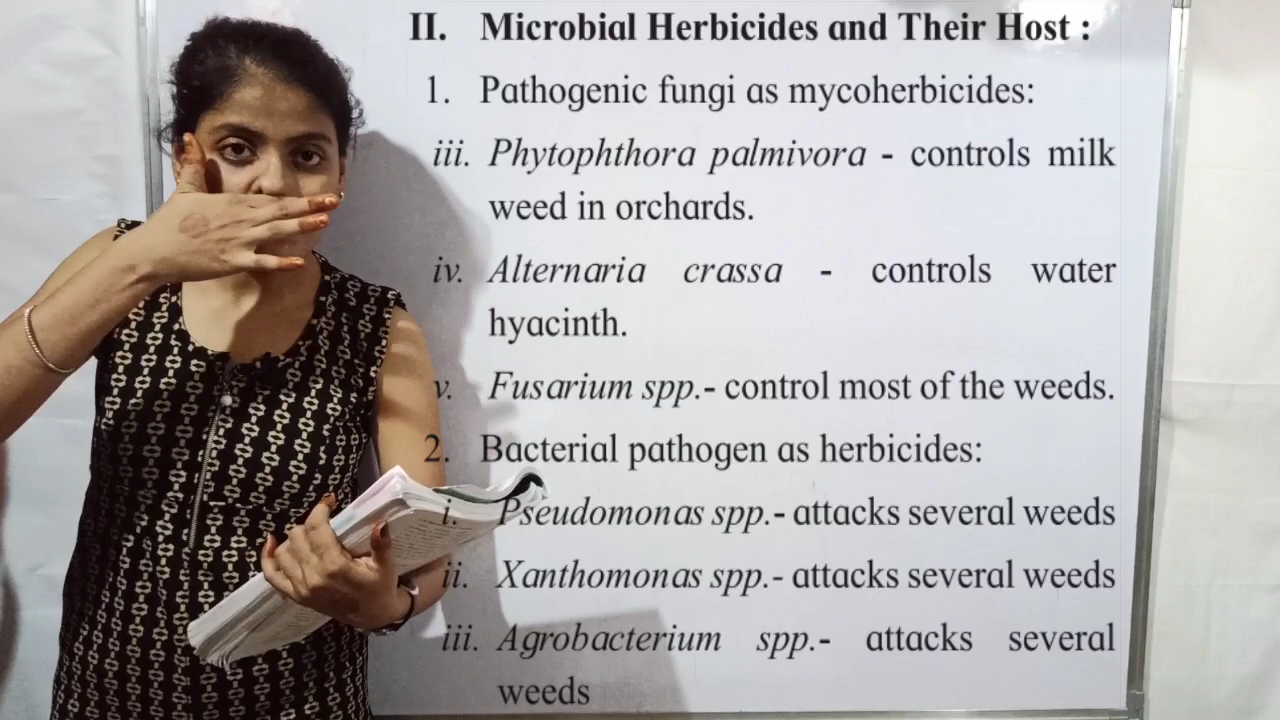 II. Microbial Herbicides and Their Host :
1. Pathogenic fungi as mycoherbicides:
iii. Phytophthora palmivora - controls milk
weed in orchards.
iv. Alternaria crassa - controls water
hyacinth.
v. Fusarium spp.- control most of the weeds.
2. Bacterial pathogen as herbicides:
i. Pseudomonas spp.- attacks several weeds
ii. Xanthomonas spp.- attacks several weeds
iii. Agrobacterium spp.- attacks several
weeds